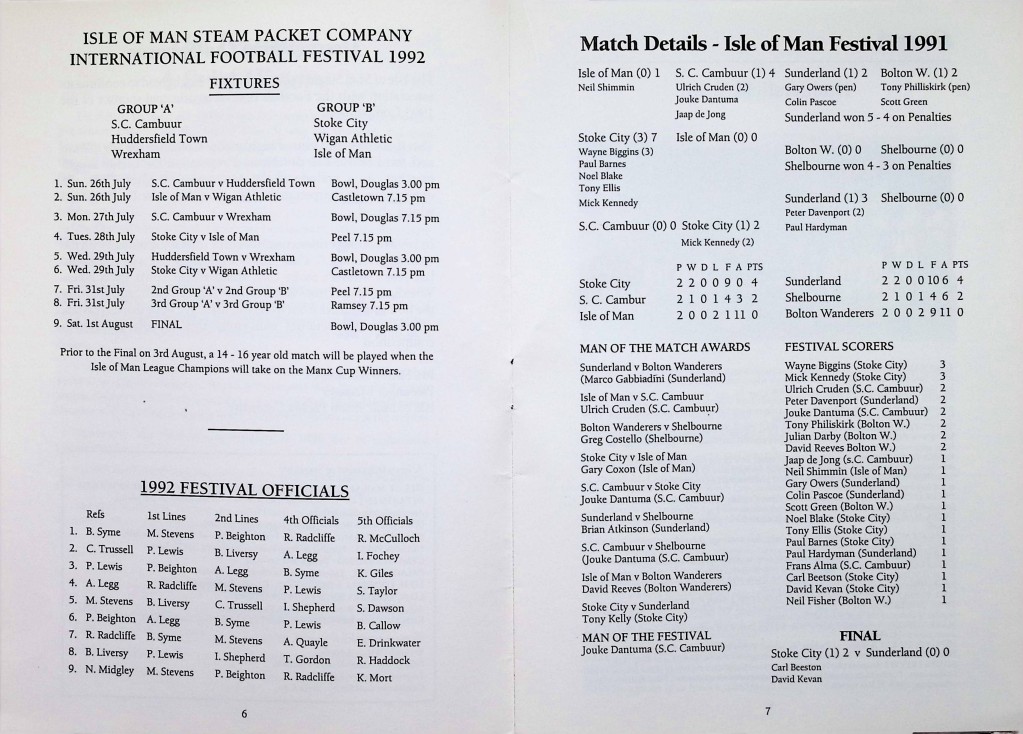 ISLE OF MAN STEAM PACKET COMPANY
INTERNATIONAL FOOTBALL FESTIVAL 1992
FIXTURES
GROUP 'A' GROUP 'B'
S.C. Cambuur Stoke City
Huddersfield Town Wigan Athletic
Wrexham Isle of Man
1. Sun. 26th July S.C. Cambuur v Huddersfield Town Bowl, Douglas 3.00 pm
2. Sun. 26th July Isle of Man v Wigan Athletic Castletown 7.15 pm
3. Mon. 27th July S.C. Cambuur v Wrexham Bowl, Douglas 7.15 pm
4. Tues. 28th July Stoke City v Isle of Man Peel 7.15 pm
5. Wed. 29th July Huddersfield Town v Wrexham Bowl, Douglas 7.15 pm
6. Wed. 29th July Stoke City v Wigan Athletic Castletown 7.15 pm
7. Fri. 31st July 2nd Group 'A' v 2nd Group 'B' Peel 7.15 pm
8. Fri. 31st July 3rd Group 'A' v 3rd Group 'B' Ramsey 7.15 pm
9. Sat. 1st August FINAL Bowl, Douglas 3.00 pm
Prior to the Final on 3rd August, a 14 - 16 year old match will be played when the
Isle of Man League Champions will take on the Manx Cup Winners.
1992 FESTIVAL OFFICIALS
Refs 1st Lines 2nd Lines 4th Officials 5th Officials
1. B. Syme M. Stevens P. Beighton R. Radcliffe R. McCulloch
2. C. Trussell P. Lewis B. Liversy A. Legg I. Fochey
3. P. Lewis P. Beighton A. Legg B. Syme K. Giles
4. A. Legg R. Radcliffe M. Stevens P. Lewis S. Taylor
5. M. Stevens B. Liversy C. Trussell I. Shepherd S. Dawson
6. P. Beighton A. Legg B. Syme P. Lewis B. Callow
7. R. Radcliffe B. Syme M. Stevens A. Quayle E. Drinkwater
8. B. Liversy P. Lewis I. Shepherd T. Gordon R. Haddock
9. N. Midgley M. Stevens P. Beighton R. Radcliffe K. Mort
6
Match Details - Isle of Man Festival 1991
Isle of Man (0) 1 S. C. Cambuur (1) 4
Neil Shimmin Ulrich Cruden (2)
Jouke Dantuma
Jaap de Jong
Stoke City (3) 7 Isle of Man (0) 0
Wayne Biggins (3)
Paul Barnes
Noel Blake
Tony Ellis
Mick Kennedy
S.C. Cambuur (0) 0 Stoke City (1) 2
Mick Kennedy (2)
Sunderland (1) 2 Bolton W. (1) 2
Gary Owers (pen) Tony Philliskirk (pen)
Colin Pascoe Scott Green
Sunderland won 5 - 4 on Penalties
Bolton W. (0) 0 Shelbourne (0) 0
Shelbourne won 4 - 3 on Penalties
Sunderland (1) 3 Shelbourne (0) 0
Peter Davenport (2)
Paul Hardyman
P W D L F A PTS
Stoke City 2 2 0 0 9 0 4
S. C. Cambur 2 1 0 1 4 3 2
Isle of Man 2 0 0 2 1 11 0
P W D L F A PTS
Sunderland 2 2 0 0 10 6 4
Shelbourne 2 1 0 1 4 6 2
Bolton Wanderers 2 0 0 2 9 11 0
MAN OF THE MATCH AWARDS
Sunderland v Bolton Wanderers
(Marco Gabbiadini (Sunderland)
Isle of Man v S.C. Cambuur
Ulrich Cruden (S.C. Cambuur)
Bolton Wanderers v Shelbourne
Greg Costello (Shelbourne)
Stoke City v Isle of Man
Gary Coxon (Isle of Man)
S.C. Cambuur v Stoke City
Jouke Dantuma (S.C. Cambuur)
Sunderland v Shelbourne
Brian Atkinson (Sunderland)
S.C. Cambuur v Shelbourne
(Jouke Dantuma (S.C. Cambuur)
Isle of Man v Bolton Wanderers
David Reeves (Bolton Wanderers)
Stoke City v Sunderland
Tony Kelly (Stoke City)
MAN OF THE FESTIVAL
Jouke Dantuma (S.C. Cambuur)
FESTIVAL SCORERS
Wayne Biggins (Stoke City) 3
Mick Kennedy (Stoke City) 3
Ulrich Cruden (S.C. Cambuur) 2
Peter Davenport (Sunderland) 2
Jouke Dantuma (S.C. Cambuur) 2
Tony Philiskirk (Bolton W.) 2
Julian Darby (Bolton W.) 2
David Reeves Bolton W.) 2
Jaap de Jong (s.C. Cambuur) 1
Neil Shimmin (Isle of Man) 1
Gary Owers (Sunderland) 1
Colin Pascoe (Sunderland) 1
Scott Green (Bolton W.) 1
Noel Blake (Stoke City) 1
Tony Ellis (Stoke City) 1
Paul Barnes (Stoke City) 1
Paul Hardyman (Sunderland) 1
Frans Alma (S.C. Cambuur) 1
Carl Beetson (Stoke City) 1
David Kevan (Stoke City) 1
Neil Fisher (Bolton W.) 1
FINAL
Stoke City (1) 2 v Sunderland (0) 0
Carl Beeston
David Kevan
7